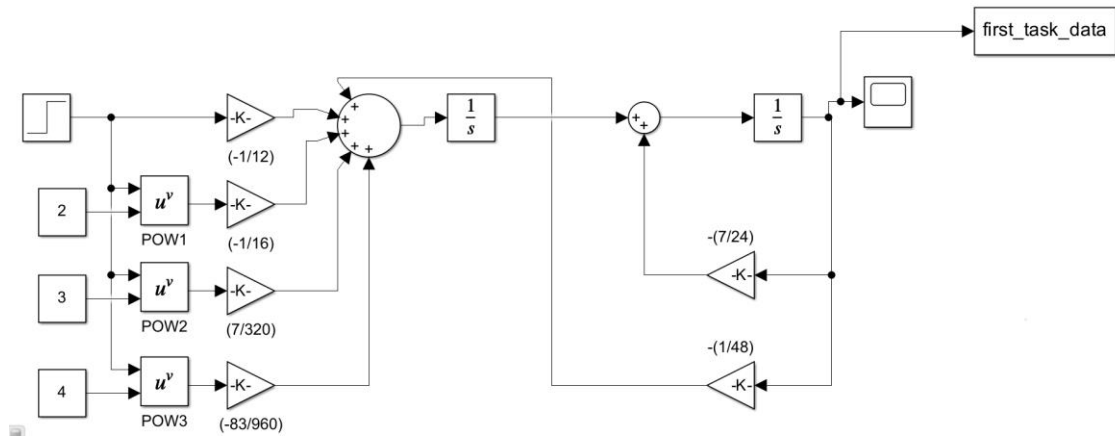 first_task_data
-K-
(-1/12)
+
+
+
+
+
1
s
+
+
1
s
2
u^v
POW1
-K-
(-1/16)
3
u^v
POW2
-K-
(7/320)
-(7/24)
-K-
4
u^v
POW3
-K-
(-83/960)
-(1/48)
-K-